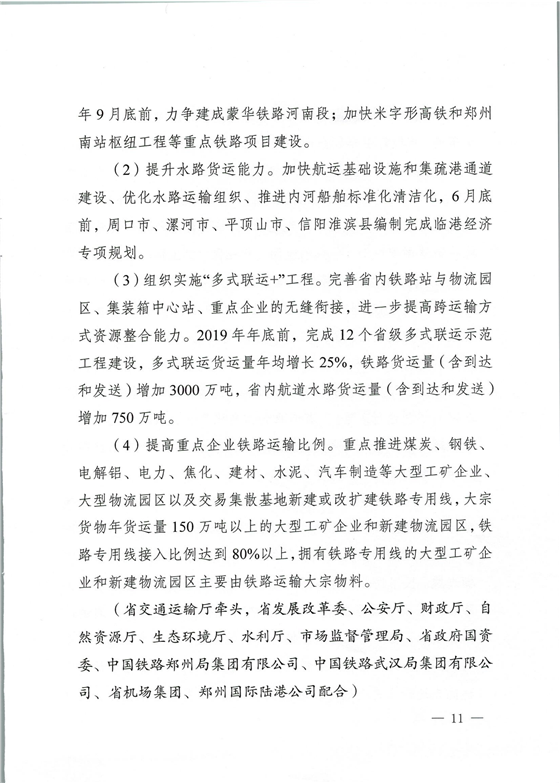 年 9 月底前，力争建成蒙华铁路河南段；加快米字形高铁和郑州
南站枢纽工程等重点铁路项目建设。
（2）提升水路货运能力。加快航运基础设施和集疏港通道
建设、优化水路运输组织、推进内河船舶标准化清洁化，6 月底
前，周口市、漯河市、平顶山市、信阳淮滨县编制完成临港经济
专项规划。
（3）组织实施“多式联运+”工程。完善省内铁路站与物流园
区、集装箱中心站、重点企业的无缝衔接，进一步提高跨运输方
式资源整合能力。2019 年年底前，完成 12 个省级多式联运示范
工程建设，多式联运货运量年均增长 25%，铁路货运量（含到达
和发送）增加 3000 万吨，省内航道水路货运量（含到达和发送）
增加 750 万吨。
（4）提高重点企业铁路运输比例。重点推进煤炭、钢铁、
电解铝、电力、焦化、建材、水泥、汽车制造等大型工矿企业、
大型物流园区以及交易集散基地新建或改扩建铁路专用线，大宗
货物年货运量 150 万吨以上的大型工矿企业和新建物流园区，铁
路专用线接入比例达到 80%以上，拥有铁路专用线的大型工矿企
业和新建物流园区主要由铁路运输大宗物料。
（省交通运输厅牵头，省发展改革委、公安厅、财政厅、自
然资源厅、生态环境厅、水利厅、市场监督管理局、省政府国资
委、中国铁路郑州局集团有限公司、中国铁路武汉局集团有限公
司、省机场集团、郑州国际陆港公司配合）
— 11 —